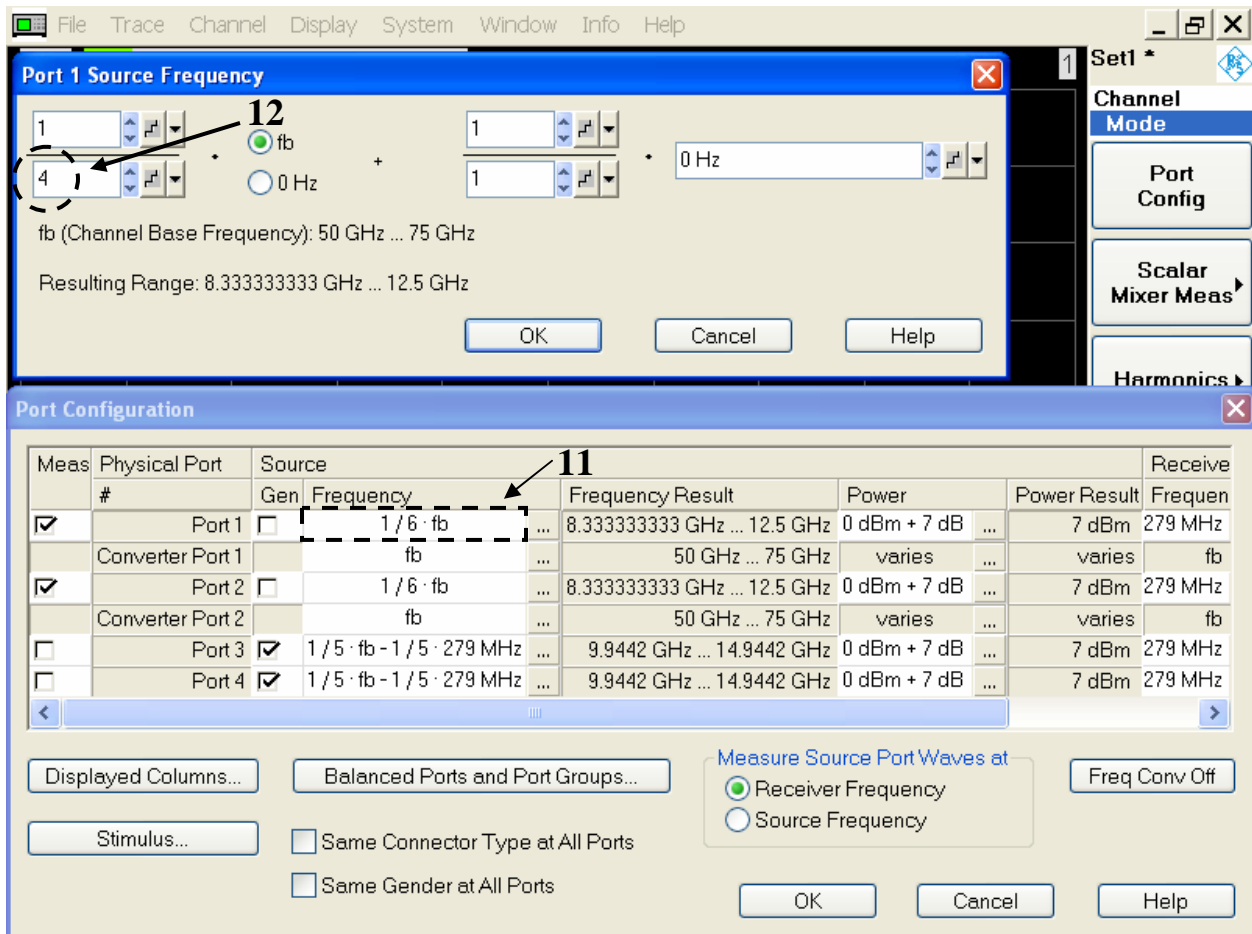 File Trace Channel Display System Window Info Help
1
Set1 *
Channel
Mode
Port Config
Scalar Mixer Meas
Harmonics
Port 1 Source Frequency
12
1
4
·
fb
0 Hz
+
1
1
·
0 Hz
fb (Channel Base Frequency): 50 GHz ... 75 GHz
Resulting Range: 8.333333333 GHz ... 12.5 GHz
OK Cancel Help
Port Configuration
11
Meas Physical Port Source Receive
# Gen Frequency Frequency Result Power Power Result Frequen
Port 1 1 / 6 · fb ... 8.333333333 GHz ... 12.5 GHz 0 dBm + 7 dB ... 7 dBm 279 MHz
Converter Port 1 fb ... 50 GHz ... 75 GHz varies ... varies fb
Port 2 1 / 6 · fb ... 8.333333333 GHz ... 12.5 GHz 0 dBm + 7 dB ... 7 dBm 279 MHz
Converter Port 2 fb ... 50 GHz ... 75 GHz varies ... varies fb
Port 3 1 / 5 · fb - 1 / 5 · 279 MHz ... 9.9442 GHz ... 14.9442 GHz 0 dBm + 7 dB ... 7 dBm 279 MHz
Port 4 1 / 5 · fb - 1 / 5 · 279 MHz ... 9.9442 GHz ... 14.9442 GHz 0 dBm + 7 dB ... 7 dBm 279 MHz
Displayed Columns...
Balanced Ports and Port Groups...
Measure Source Port Waves at
Receiver Frequency
Source Frequency
Freq Conv Off
Stimulus...
Same Connector Type at All Ports
Same Gender at All Ports
OK Cancel Help